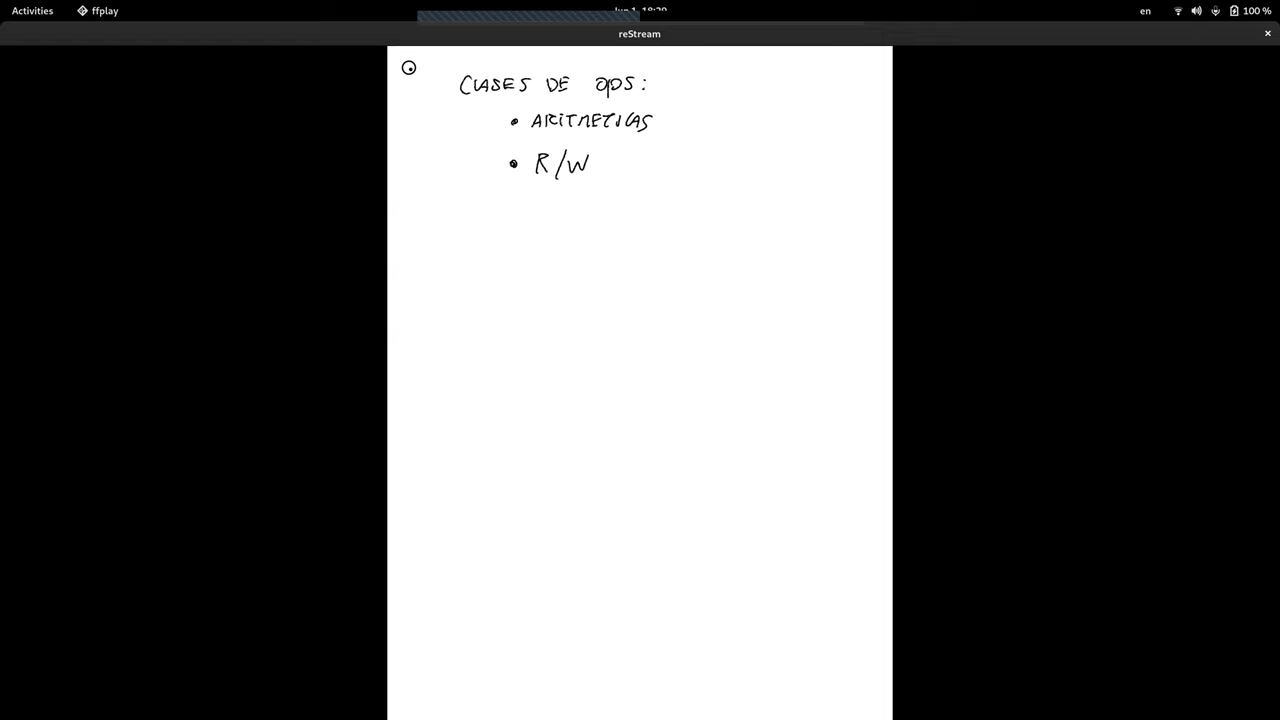 Activities ffplay en 100 %
reStream
CLASES DE OPS:
• ARITMETICAS
• R/W